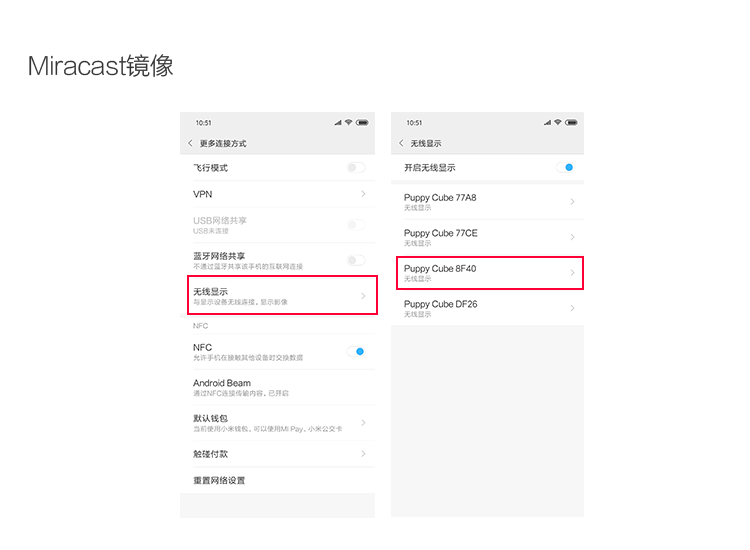 Miracast镜像
10:51
更多连接方式
飞行模式
VPN
USB网络共享
USB未连接
蓝牙网络共享
不通过蓝牙共享该手机的互联网连接
无线显示
与显示设备无线连接，显示影像
NFC
NFC
允许手机在接触其他设备时交换数据
Android Beam
通过NFC连接传输内容，已开启
默认钱包
当前使用小米钱包，可以使用MI Pay、小米公交卡
触碰付款
重置网络设置
10:51
无线显示
开启无线显示
Puppy Cube 77A8
无线显示
Puppy Cube 77CE
无线显示
Puppy Cube 8F40
无线显示
Puppy Cube DF26
无线显示